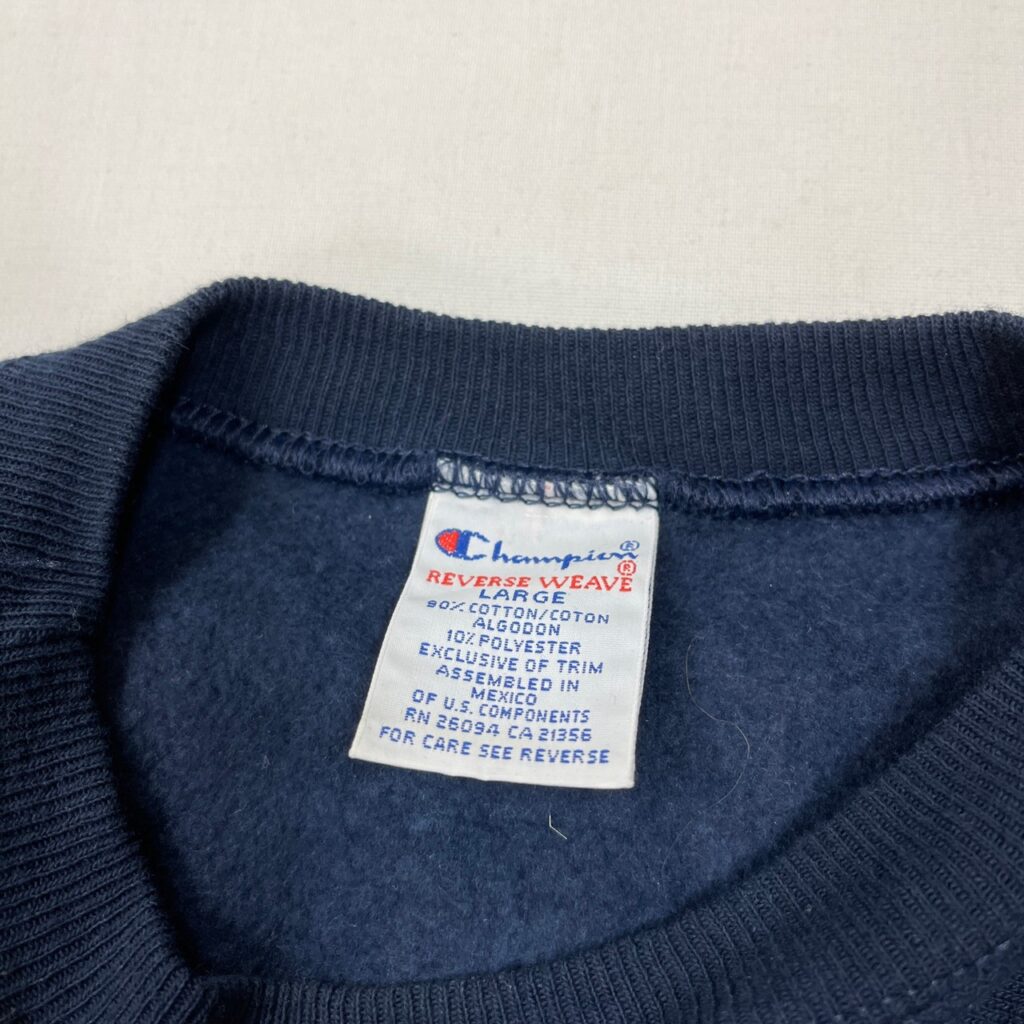 Champion®
REVERSE WEAVE®
LARGE
90% COTTON/COTON
ALGODON
10% POLYESTER
EXCLUSIVE OF TRIM
ASSEMBLED IN
MEXICO
OF U.S. COMPONENTS
RN 26094 CA 21356
FOR CARE SEE REVERSE